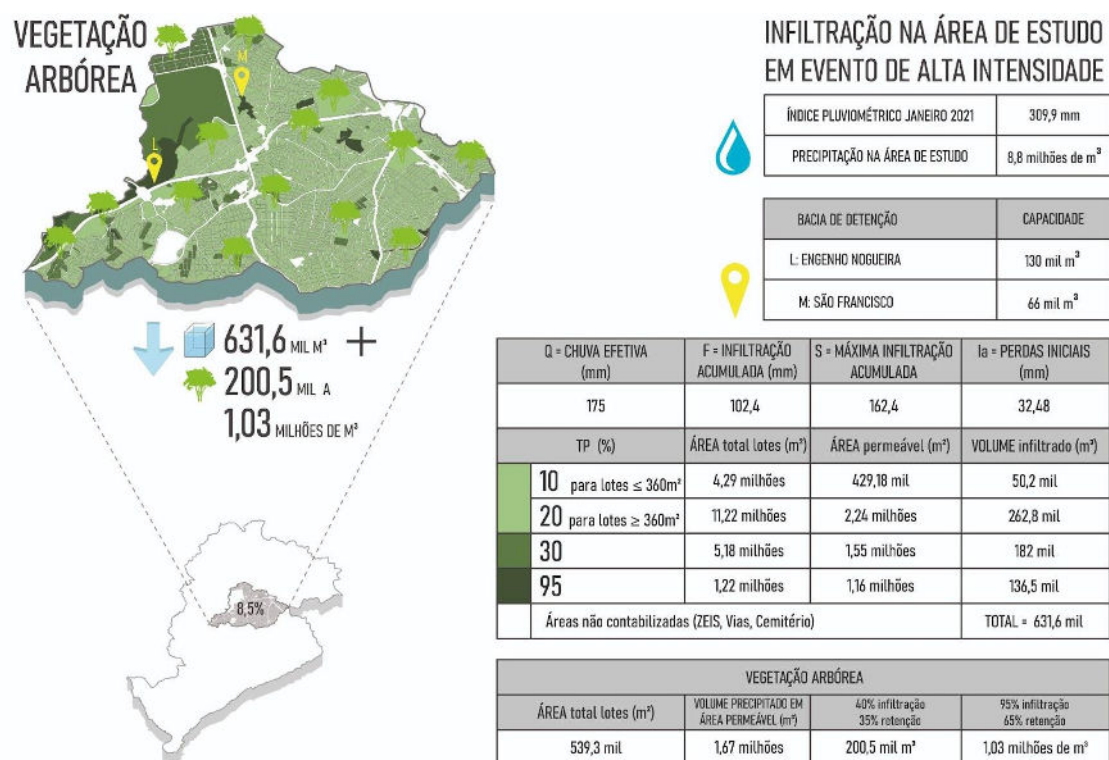 VEGETAÇÃO
ARBÓREA
M
L
631,6 MIL M³ +
200,5 MIL A
1,03 MILHÕES DE M³
8,5%
INFILTRAÇÃO NA ÁREA DE ESTUDO
EM EVENTO DE ALTA INTENSIDADE
ÍNDICE PLUVIOMÉTRICO JANEIRO 2021 309,9 mm
PRECIPITAÇÃO NA ÁREA DE ESTUDO 8,8 milhões de m³
BACIA DE DETENÇÃO CAPACIDADE
L: ENGENHO NOGUEIRA 130 mil m³
M: SÃO FRANCISCO 66 mil m³
Q = CHUVA EFETIVA F = INFILTRAÇÃO S = MÁXIMA INFILTRAÇÃO Ia = PERDAS INICIAIS
(mm) ACUMULADA (mm) ACUMULADA (mm)
175 102,4 162,4 32,48
TP (%) ÁREA total lotes (m²) ÁREA permeável (m²) VOLUME infiltrado (m³)
10 para lotes ≤ 360m² 4,29 milhões 429,18 mil 50,2 mil
20 para lotes ≥ 360m² 11,22 milhões 2,24 milhões 262,8 mil
30 5,18 milhões 1,55 milhões 182 mil
95 1,22 milhões 1,16 milhões 136,5 mil
Áreas não contabilizadas (ZEIS, Vias, Cemitério) TOTAL = 631,6 mil
VEGETAÇÃO ARBÓREA
ÁREA total lotes (m²) VOLUME PRECIPITADO EM 40% infiltração 95% infiltração
ÁREA PERMEÁVEL (m³) 35% retenção 65% retenção
539,3 mil 1,67 milhões 200,5 mil m³ 1,03 milhões de m³